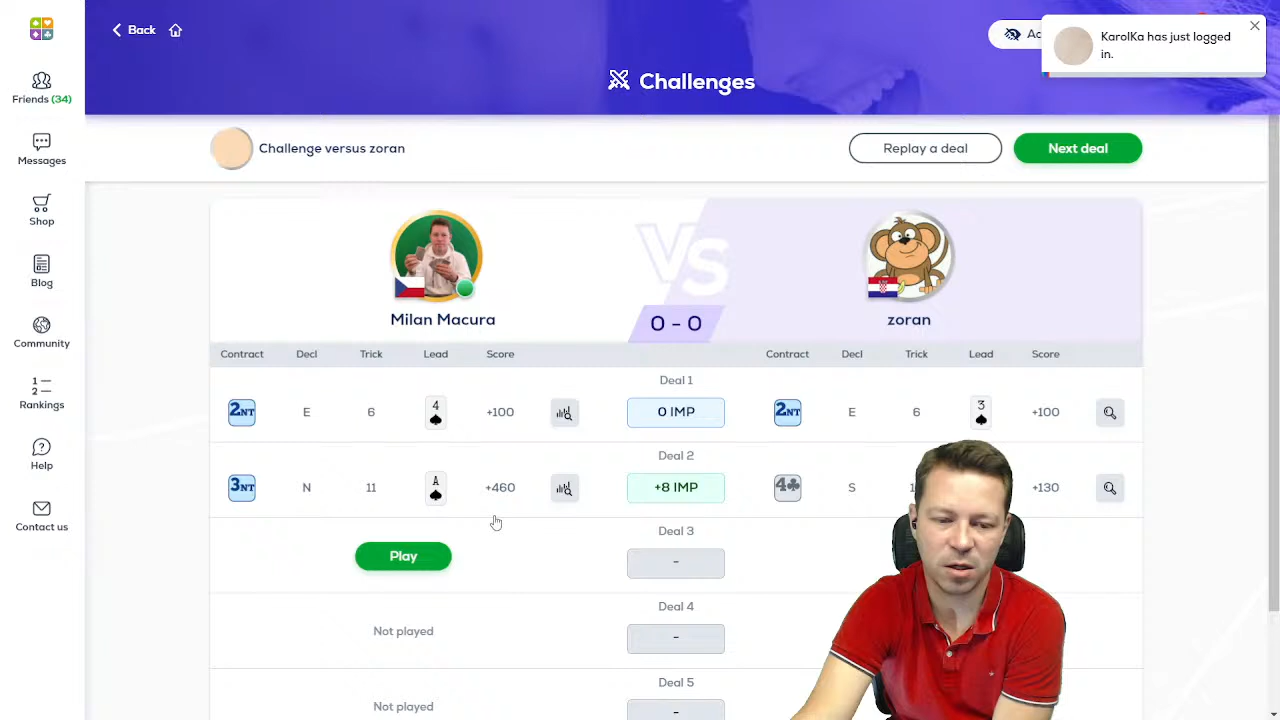 Back
KarolKa has just logged
in.
Challenges
Friends (34)
Messages
Shop
Blog
Community
Rankings
Help
Contact us
Challenge versus zoran
Replay a deal
Next deal
VS
Milan Macura
0 - 0
zoran
Contract Decl Trick Lead Score Contract Decl Trick Lead Score
Deal 1
2NT E 6 4♠ +100 0 IMP 2NT E 6 3♠ +100
Deal 2
3NT N 11 A♠ +460 +8 IMP 4♣ S +130
Deal 3
Play -
Deal 4
Not played -
Deal 5
Not played -